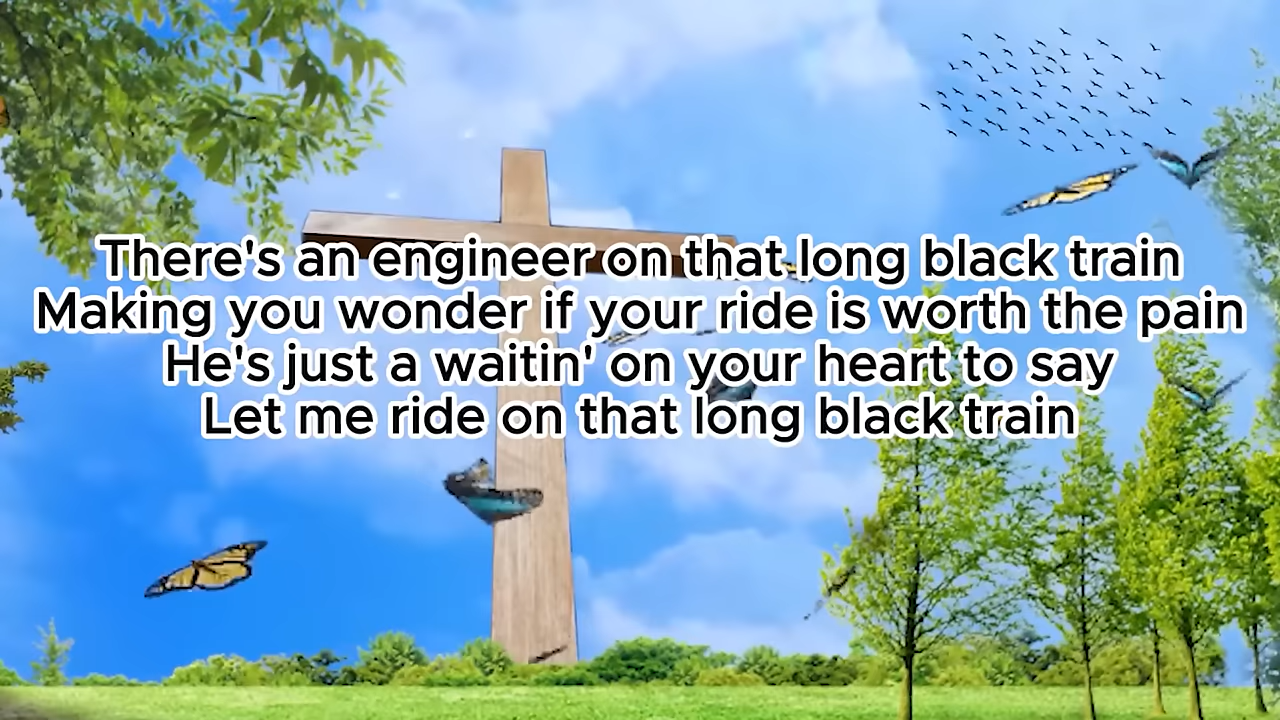 There's an engineer on that long black train
Making you wonder if your ride is worth the pain
He's just a waitin' on your heart to say
Let me ride on that long black train